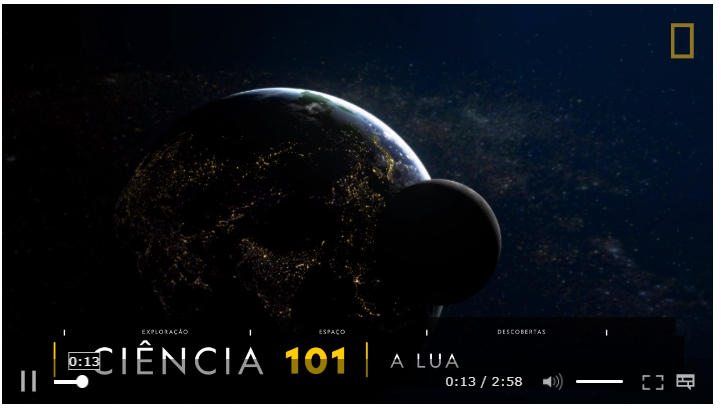 EXPLORAÇÃO ESPAÇO DESCOBERTAS
CIÊNCIA 101 A LUA
0:13
0:13 / 2:58